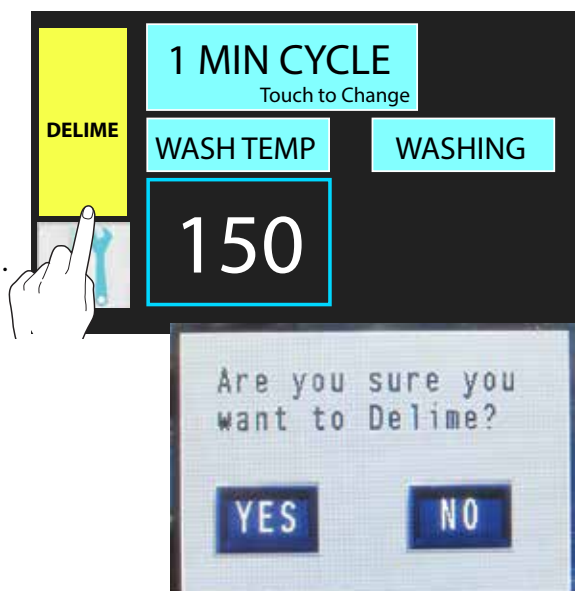 1 MIN CYCLE
Touch to Change
DELIME
WASH TEMP
WASHING
150
Are you sure you
want to Delime?
YES
NO